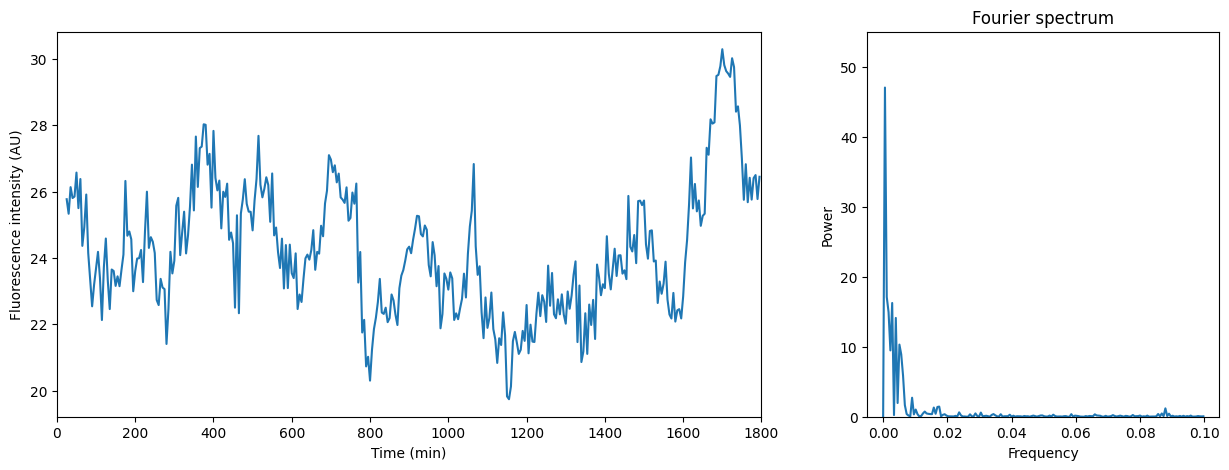 Fluorescence intensity (AU)
30
28
26
24
22
20
0 200 400 600 800 1000 1200 1400 1600 1800
Time (min)
Fourier spectrum
Power
50
40
30
20
10
0
0.00 0.02 0.04 0.06 0.08 0.10
Frequency